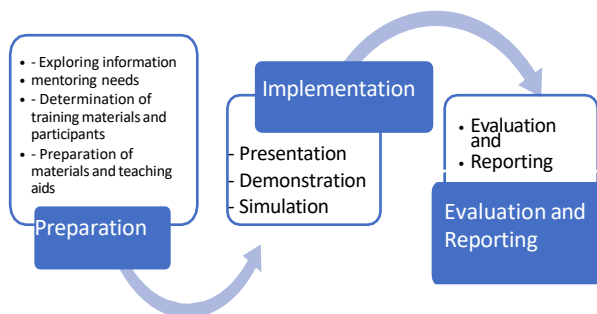 • - Exploring information
• mentoring needs
• - Determination of
training materials and
participants
• - Preparation of
materials and teaching
aids
Preparation
Implementation
- Presentation
- Demonstration
- Simulation
• Evaluation
and
• Reporting
Evaluation and
Reporting